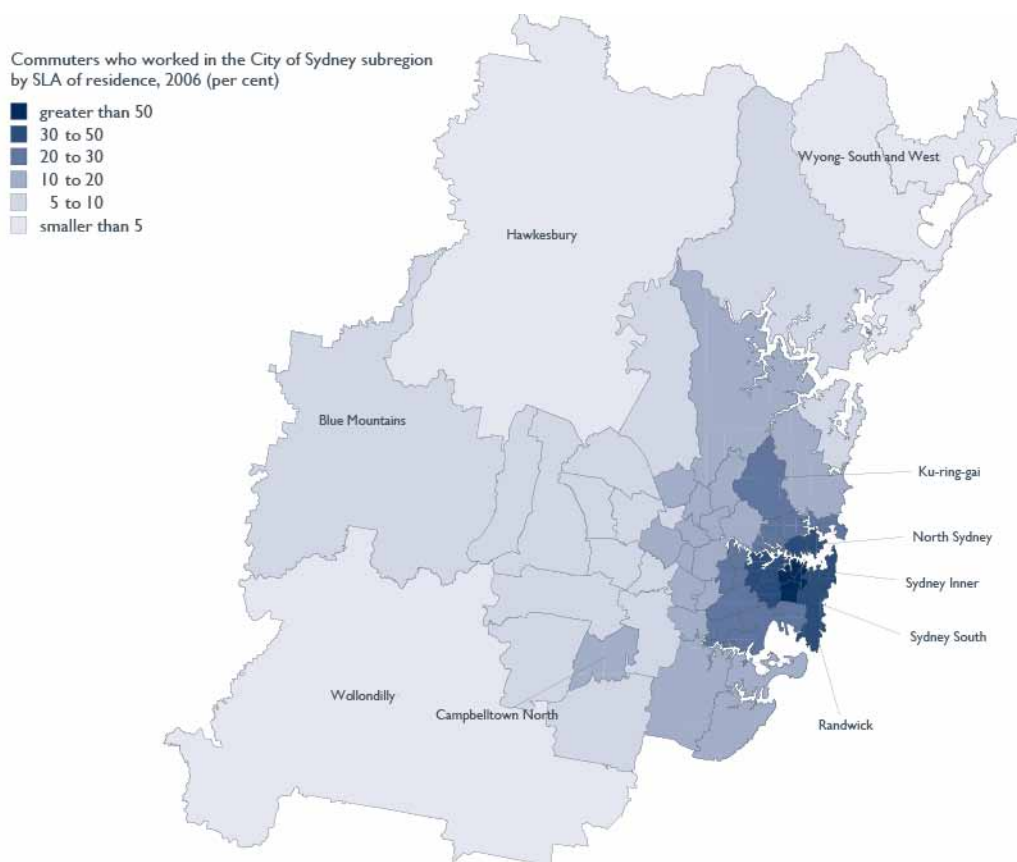 Commuters who worked in the City of Sydney subregion
by SLA of residence, 2006 (per cent)
greater than 50
30 to 50
20 to 30
10 to 20
5 to 10
smaller than 5
Wyong- South and West
Hawkesbury
Blue Mountains
Ku-ring-gai
North Sydney
Sydney Inner
Sydney South
Wollondilly
Campbelltown North
Randwick